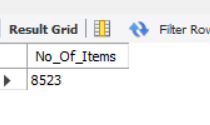 Result Grid Filter Row
No_Of_Items
8523